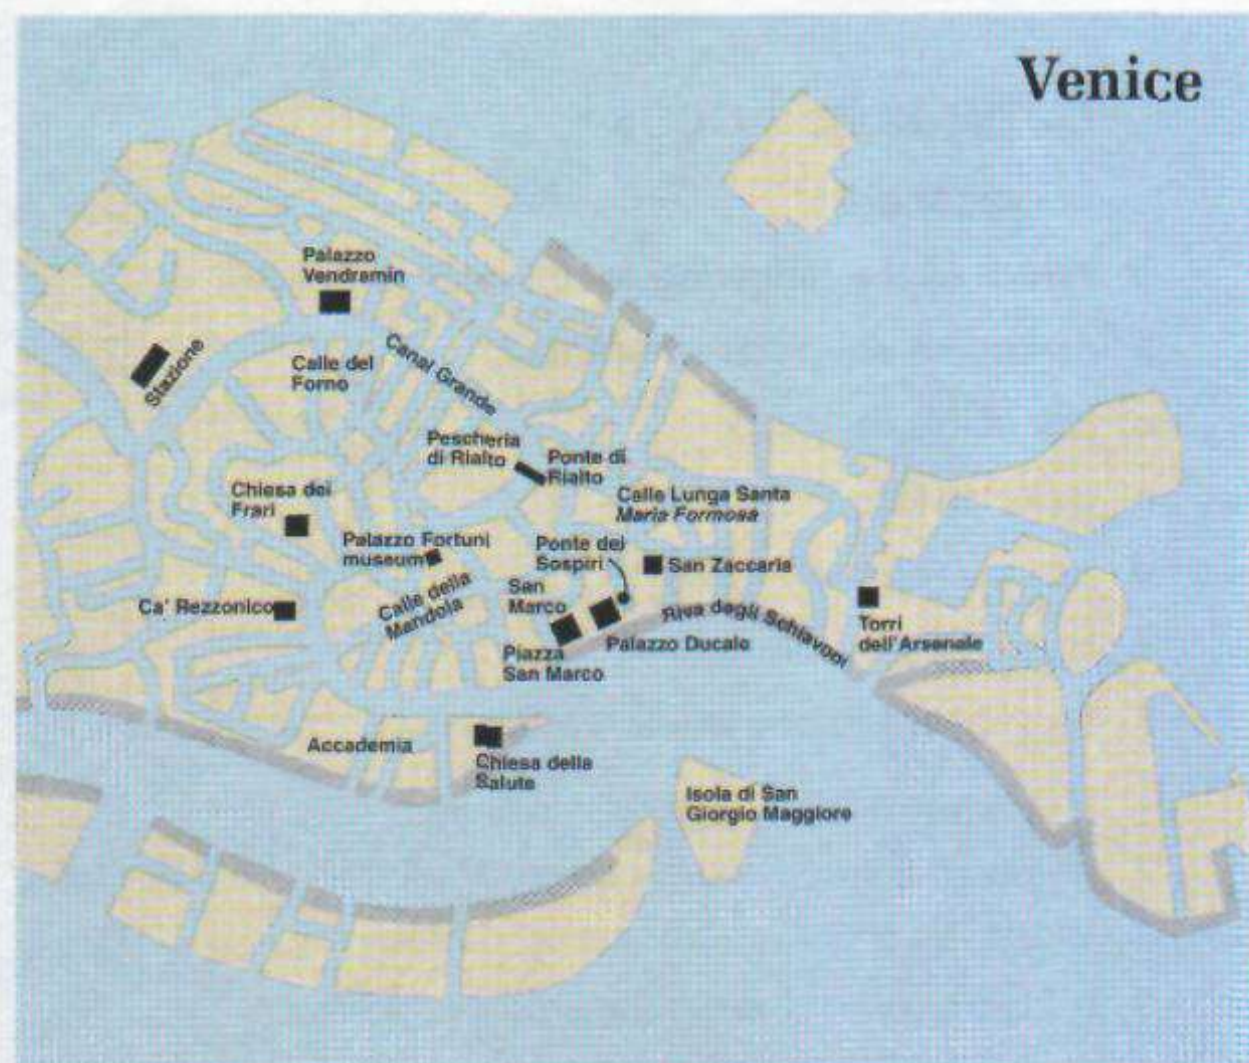 Venice
Palazzo
Vendramin
Stazione
Calle del
Forno
Canal Grande
Pescheria
di Rialto
Ponte di
Rialto
Chiesa dei
Frari
Calle Lunga Santa
Maria Formosa
Palazzo Fortuni
museum
Ponte dei
Sospiri
San Zaccaria
Calle della
Mandola
San
Marco
Ca' Rezzonico
Riva degli Schiavoni
Torri
dell'Arsenale
Palazzo Ducale
Piazza
San Marco
Accademia
Chiesa della
Salute
Isola di San
Giorgio Maggiore